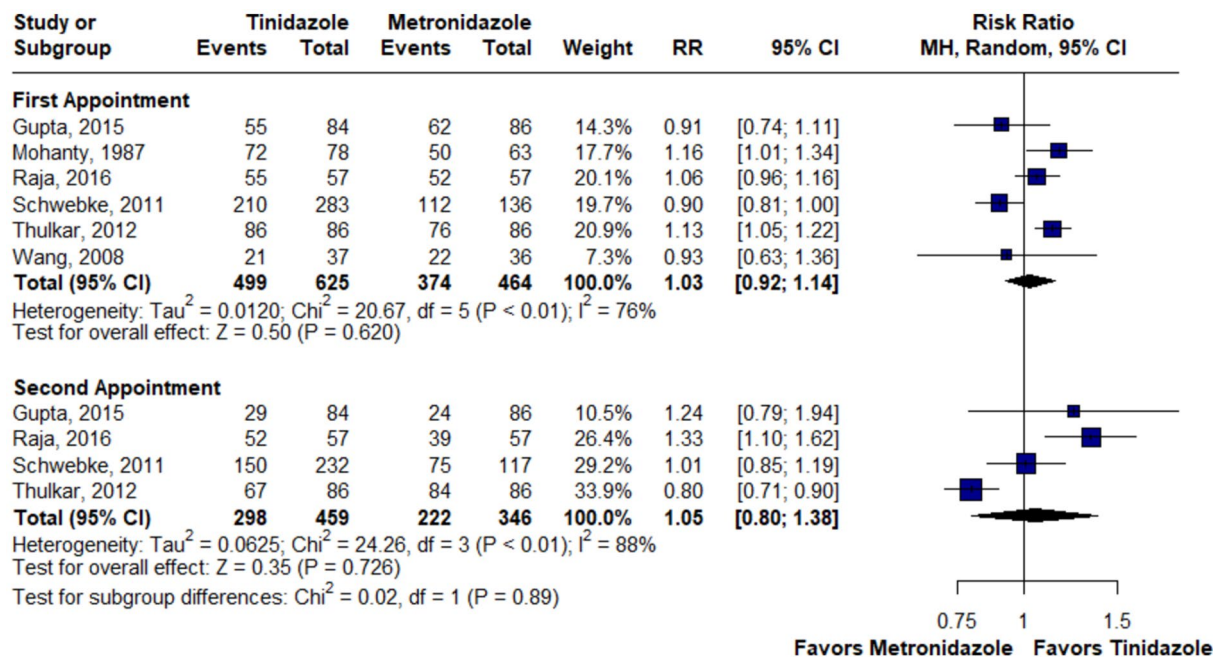 Study or Tinidazole Metronidazole Risk Ratio
Subgroup Events Total Events Total Weight RR 95% CI MH, Random, 95% CI
First Appointment
Gupta, 2015 55 84 62 86 14.3% 0.91 [0.74; 1.11]
Mohanty, 1987 72 78 50 63 17.7% 1.16 [1.01; 1.34]
Raja, 2016 55 57 52 57 20.1% 1.06 [0.96; 1.16]
Schwebke, 2011 210 283 112 136 19.7% 0.90 [0.81; 1.00]
Thulkar, 2012 86 86 76 86 20.9% 1.13 [1.05; 1.22]
Wang, 2008 21 37 22 36 7.3% 0.93 [0.63; 1.36]
Total (95% CI) 499 625 374 464 100.0% 1.03 [0.92; 1.14]
Heterogeneity: Tau² = 0.0120; Chi² = 20.67, df = 5 (P < 0.01); I² = 76%
Test for overall effect: Z = 0.50 (P = 0.620)
Second Appointment
Gupta, 2015 29 84 24 86 10.5% 1.24 [0.79; 1.94]
Raja, 2016 52 57 39 57 26.4% 1.33 [1.10; 1.62]
Schwebke, 2011 150 232 75 117 29.2% 1.01 [0.85; 1.19]
Thulkar, 2012 67 86 84 86 33.9% 0.80 [0.71; 0.90]
Total (95% CI) 298 459 222 346 100.0% 1.05 [0.80; 1.38]
Heterogeneity: Tau² = 0.0625; Chi² = 24.26, df = 3 (P < 0.01); I² = 88%
Test for overall effect: Z = 0.35 (P = 0.726)
Test for subgroup differences: Chi² = 0.02, df = 1 (P = 0.89)
0.75 1 1.5
Favors Metronidazole Favors Tinidazole